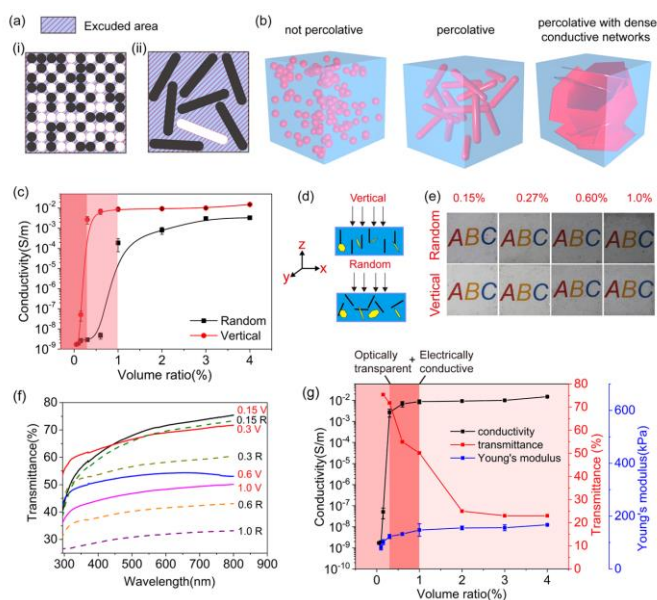 (a)
Excuded area
(i)
(ii)
(b)
not percolative
percolative
percolative with dense
conductive networks
(c)
Conductivity(S/m)
10⁻²
10⁻³
10⁻⁴
10⁻⁵
10⁻⁶
10⁻⁷
10⁻⁸
10⁻⁹
Random
Vertical
0
1
2
3
4
Volume ratio(%)
(d)
Vertical
z
y
x
Random
(e)
0.15%
0.27%
0.60%
1.0%
Random
ABC
ABC
ABC
ABC
Vertical
ABC
ABC
ABC
ABC
(f)
Transmittance(%)
80
70
60
50
40
30
0.15 V
0.15 R
0.3 V
0.3 R
0.6 V
1.0 V
0.6 R
1.0 R
300
400
500
600
700
800
900
Wavelength(nm)
Optically
transparent
+
Electrically
conductive
(g)
Conductivity(S/m)
10⁻²
10⁻³
10⁻⁴
10⁻⁵
10⁻⁶
10⁻⁷
10⁻⁸
10⁻⁹
10⁻¹⁰
conductivity
transmittance
Young's modulus
0
1
2
3
4
Volume ratio(%)
80
70
60
50
40
30
20
10
0
Transmittance (%)
600
400
200
0
Young's modulus(kPa)